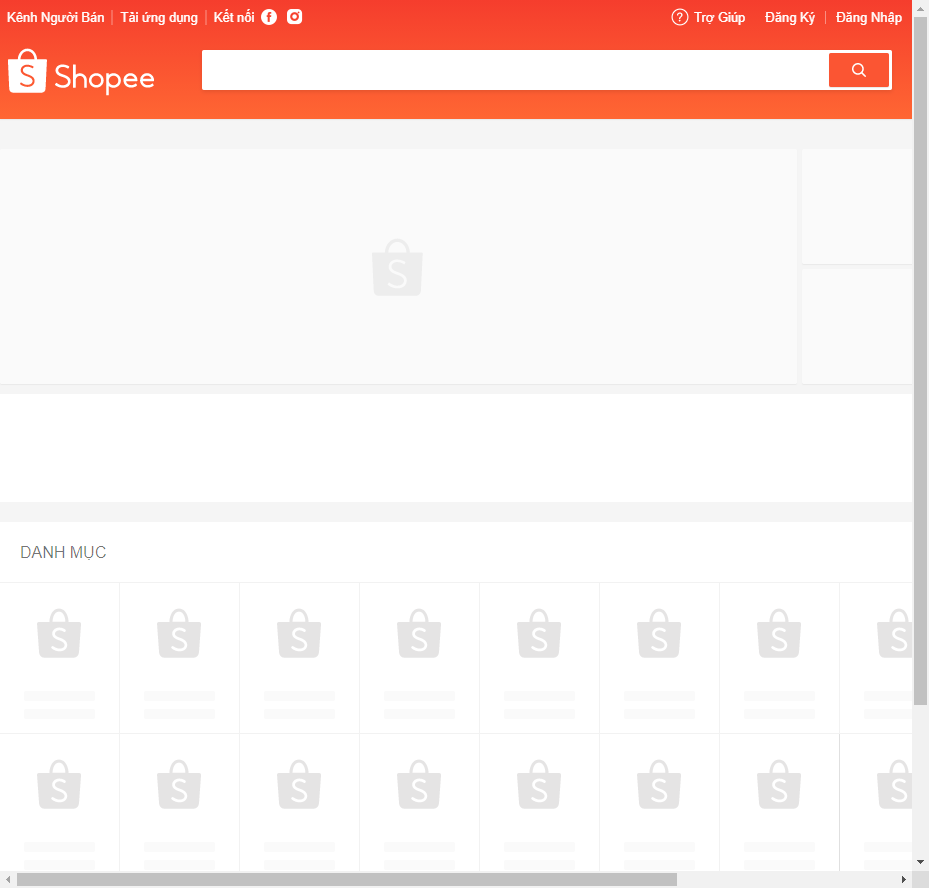 Kênh Người Bán Tải ứng dụng Kết nối Trợ Giúp Đăng Ký Đăng Nhập
Shopee
DANH MỤC